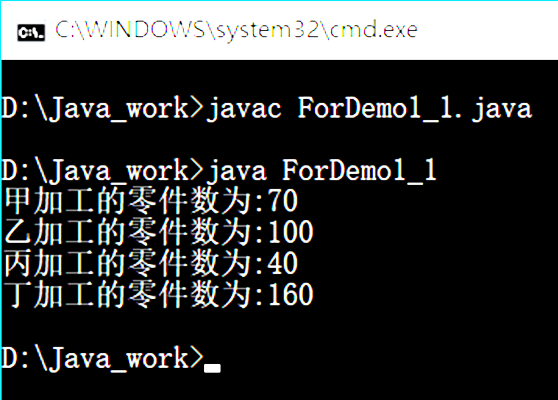 C:\WINDOWS\system32\cmd.exe
D:\Java_work>javac ForDemo1_1.java
D:\Java_work>java ForDemo1_1
甲加工的零件数为:70
乙加工的零件数为:100
丙加工的零件数为:40
丁加工的零件数为:160
D:\Java_work>